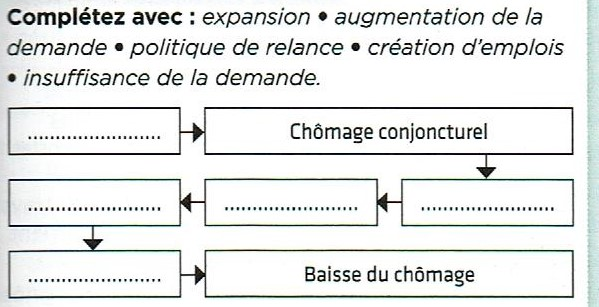 Complétez avec : expansion • augmentation de la
demande • politique de relance • création d'emplois
• insuffisance de la demande.
........................ Chômage conjoncturel
........................ ........................ ........................
........................ Baisse du chômage